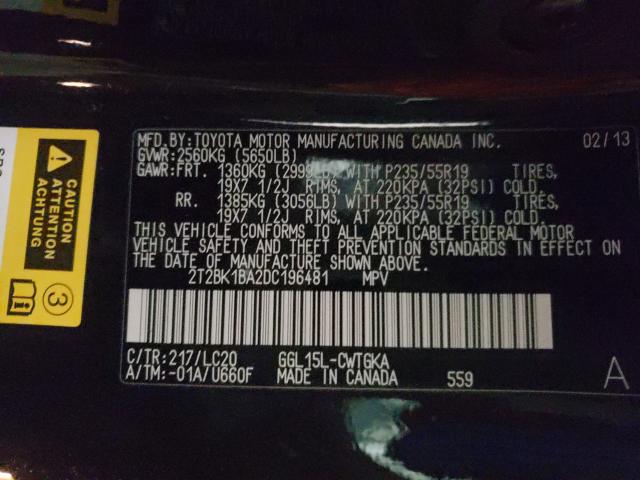 MFD.BY:TOYOTA MOTOR MANUFACTURING CANADA INC. 02/13
GVWR:2560KG (5650LB)
GAWR:FRT. 1360KG (2999LB) WITH P235/55R19 TIRES,
19X7 1/2J RIMS, AT 220KPA (32PSI) COLD.
RR. 1385KG (3056LB) WITH P235/55R19 TIRES,
19X7 1/2J RIMS, AT 220KPA (32PSI) COLD.
THIS VEHICLE CONFORMS TO ALL APPLICABLE FEDERAL MOTOR
VEHICLE SAFETY AND THEFT PREVENTION STANDARDS IN EFFECT ON
THE DATE OF MANUFACTURE SHOWN ABOVE.
2T2BK1BA2DC196481 MPV
C/TR:217/LC20 GGL15L-CWTGKA
A/TM:-01A/U660F MADE IN CANADA 559 A
CAUTION
ATTENTION
ACHTUNG
3